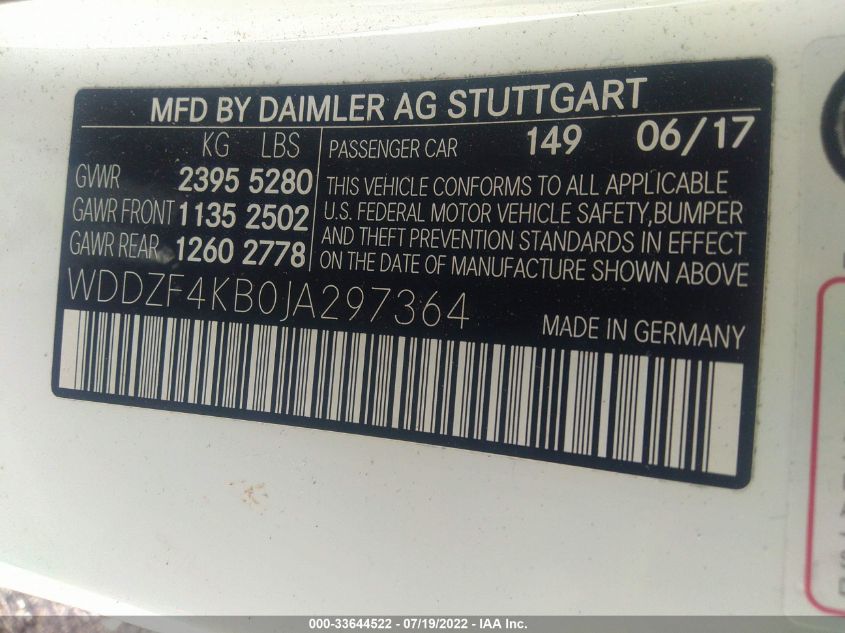 MFD BY DAIMLER AG STUTTGART
KG LBS
GVWR 2395 5280
GAWR FRONT 1135 2502
GAWR REAR 1260 2778
PASSENGER CAR 149 06/17
THIS VEHICLE CONFORMS TO ALL APPLICABLE
U.S. FEDERAL MOTOR VEHICLE SAFETY,BUMPER
AND THEFT PREVENTION STANDARDS IN EFFECT
ON THE DATE OF MANUFACTURE SHOWN ABOVE
WDDZF4KB0JA297364
MADE IN GERMANY
000-33644522 - 07/19/2022 - IAA Inc.